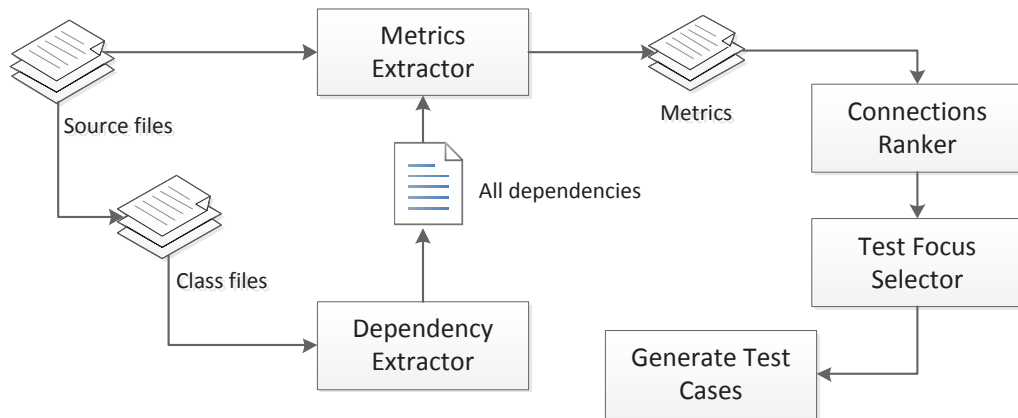 Metrics
Extractor
Source files
Metrics
Connections
Ranker
All dependencies
Class files
Test Focus
Selector
Dependency
Extractor
Generate Test
Cases